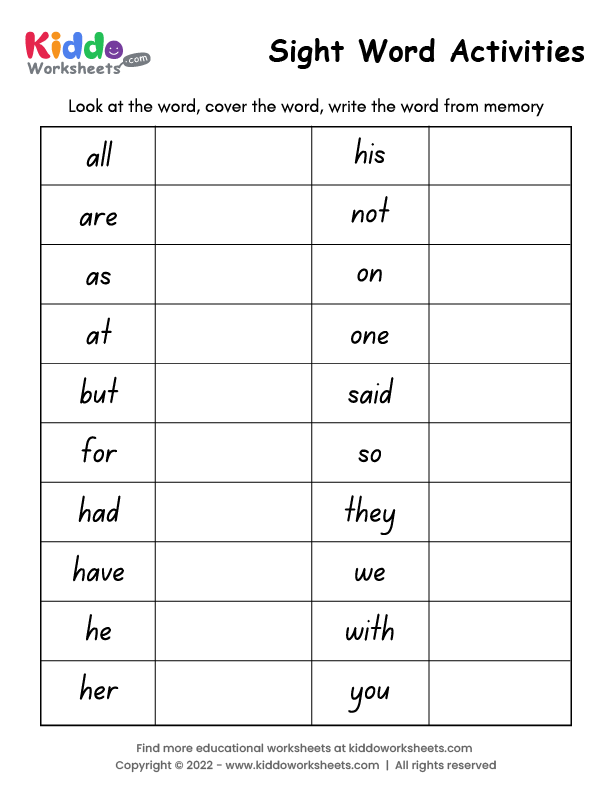 Kiddo
Worksheets.com
Sight Word Activities
Look at the word, cover the word, write the word from memory
all his
are not
as on
at one
but said
for so
had they
have we
he with
her you
Find more educational worksheets at kiddoworksheets.com
Copyright © 2022 - www.kiddoworksheets.com | All rights reserved